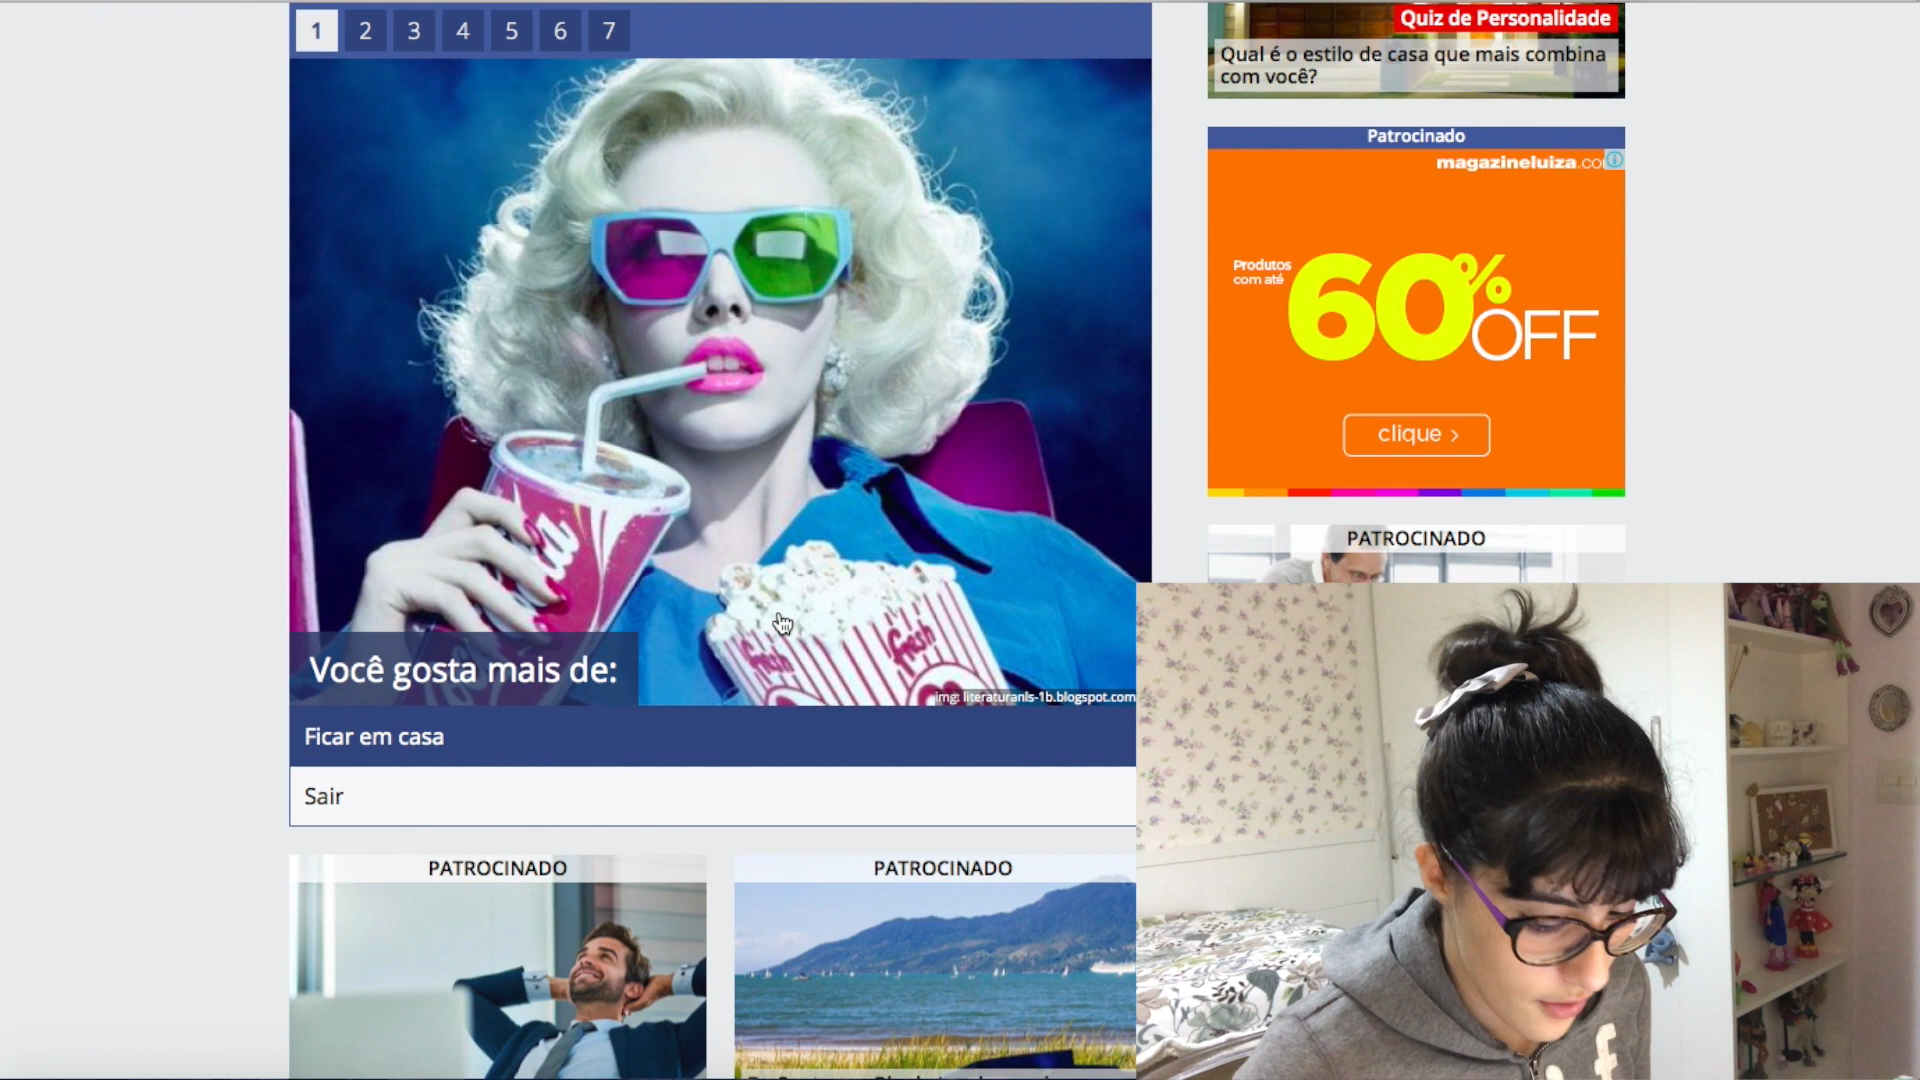 1 2 3 4 5 6 7
Você gosta mais de:
img: literaturanls-1b.blogspot.com
Ficar em casa
Sair
PATROCINADO
PATROCINADO
Quiz de Personalidade
Qual é o estilo de casa que mais combina
com você?
Patrocinado
magazineluiza.co
Produtos
com até
60%
OFF
clique >
PATROCINADO
fresh
fresh